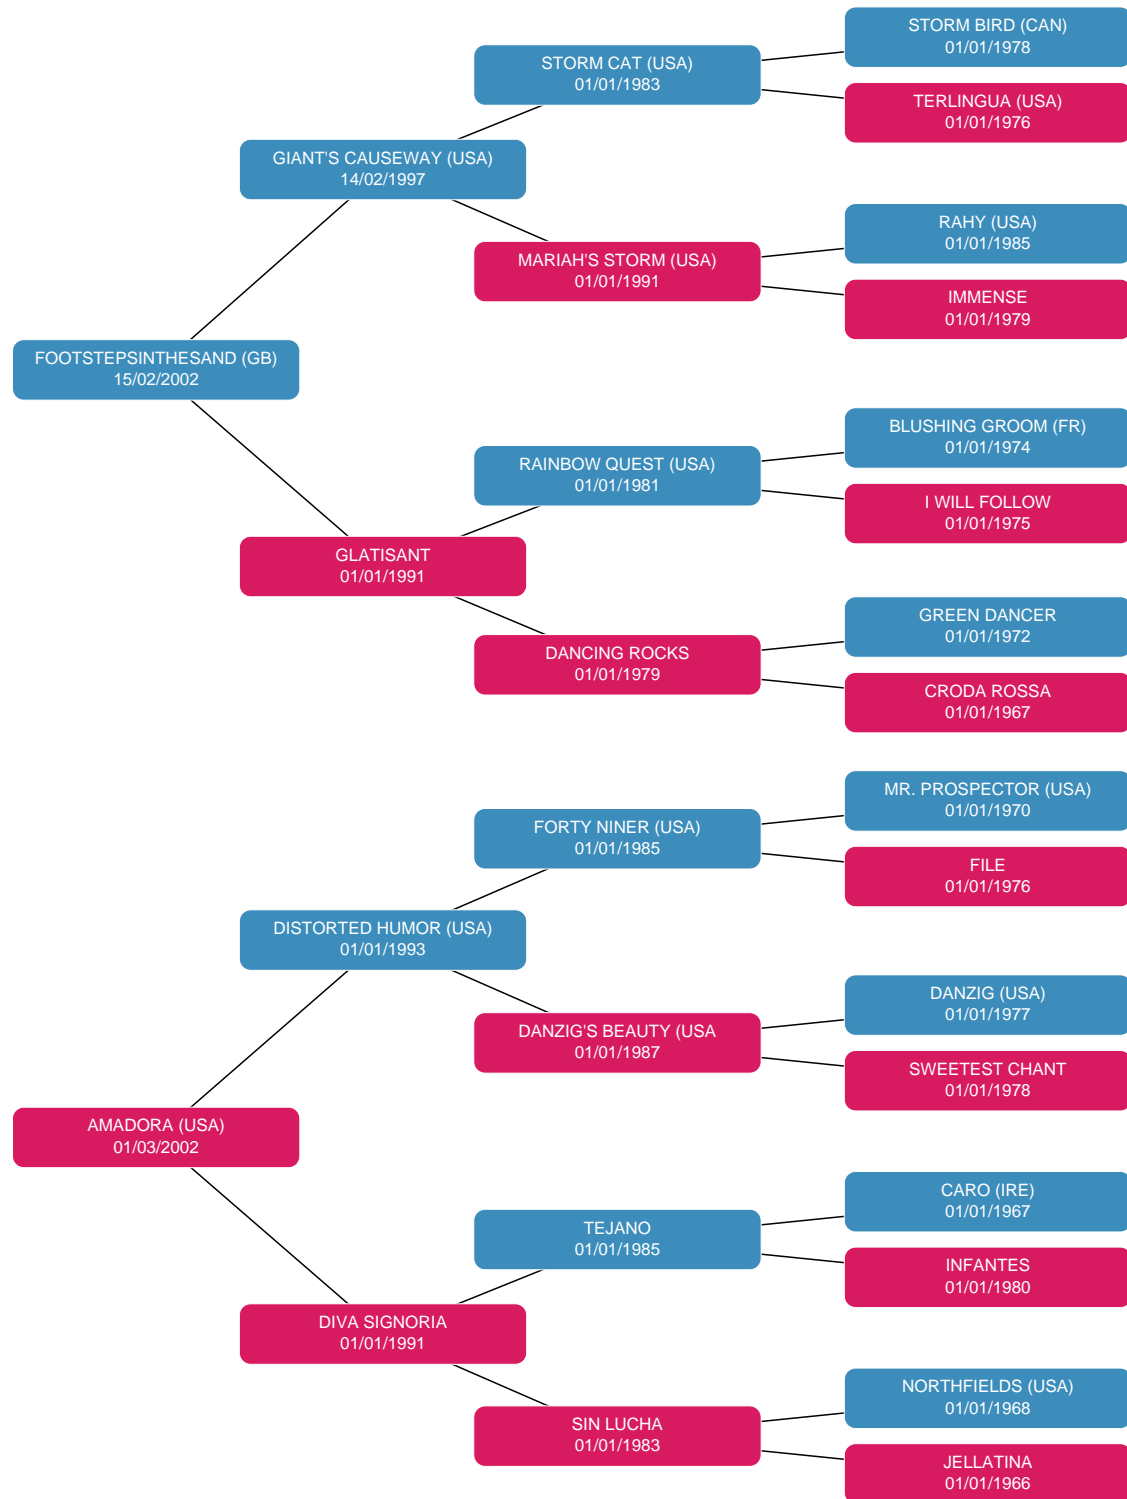 STORM BIRD (CAN)
01/01/1978
STORM CAT (USA)
01/01/1983
TERLINGUA (USA)
01/01/1976
GIANT'S CAUSEWAY (USA)
14/02/1997
RAHY (USA)
01/01/1985
MARIAH'S STORM (USA)
01/01/1991
IMMENSE
01/01/1979
FOOTSTEPSINTHESAND (GB)
15/02/2002
BLUSHING GROOM (FR)
01/01/1974
RAINBOW QUEST (USA)
01/01/1981
I WILL FOLLOW
01/01/1975
GLATISANT
01/01/1991
GREEN DANCER
01/01/1972
DANCING ROCKS
01/01/1979
CRODA ROSSA
01/01/1967
MR. PROSPECTOR (USA)
01/01/1970
FORTY NINER (USA)
01/01/1985
FILE
01/01/1976
DISTORTED HUMOR (USA)
01/01/1993
DANZIG (USA)
01/01/1977
DANZIG'S BEAUTY (USA
01/01/1987
SWEETEST CHANT
01/01/1978
AMADORA (USA)
01/03/2002
CARO (IRE)
01/01/1967
TEJANO
01/01/1985
INFANTES
01/01/1980
DIVA SIGNORIA
01/01/1991
NORTHFIELDS (USA)
01/01/1968
SIN LUCHA
01/01/1983
JELLATINA
01/01/1966